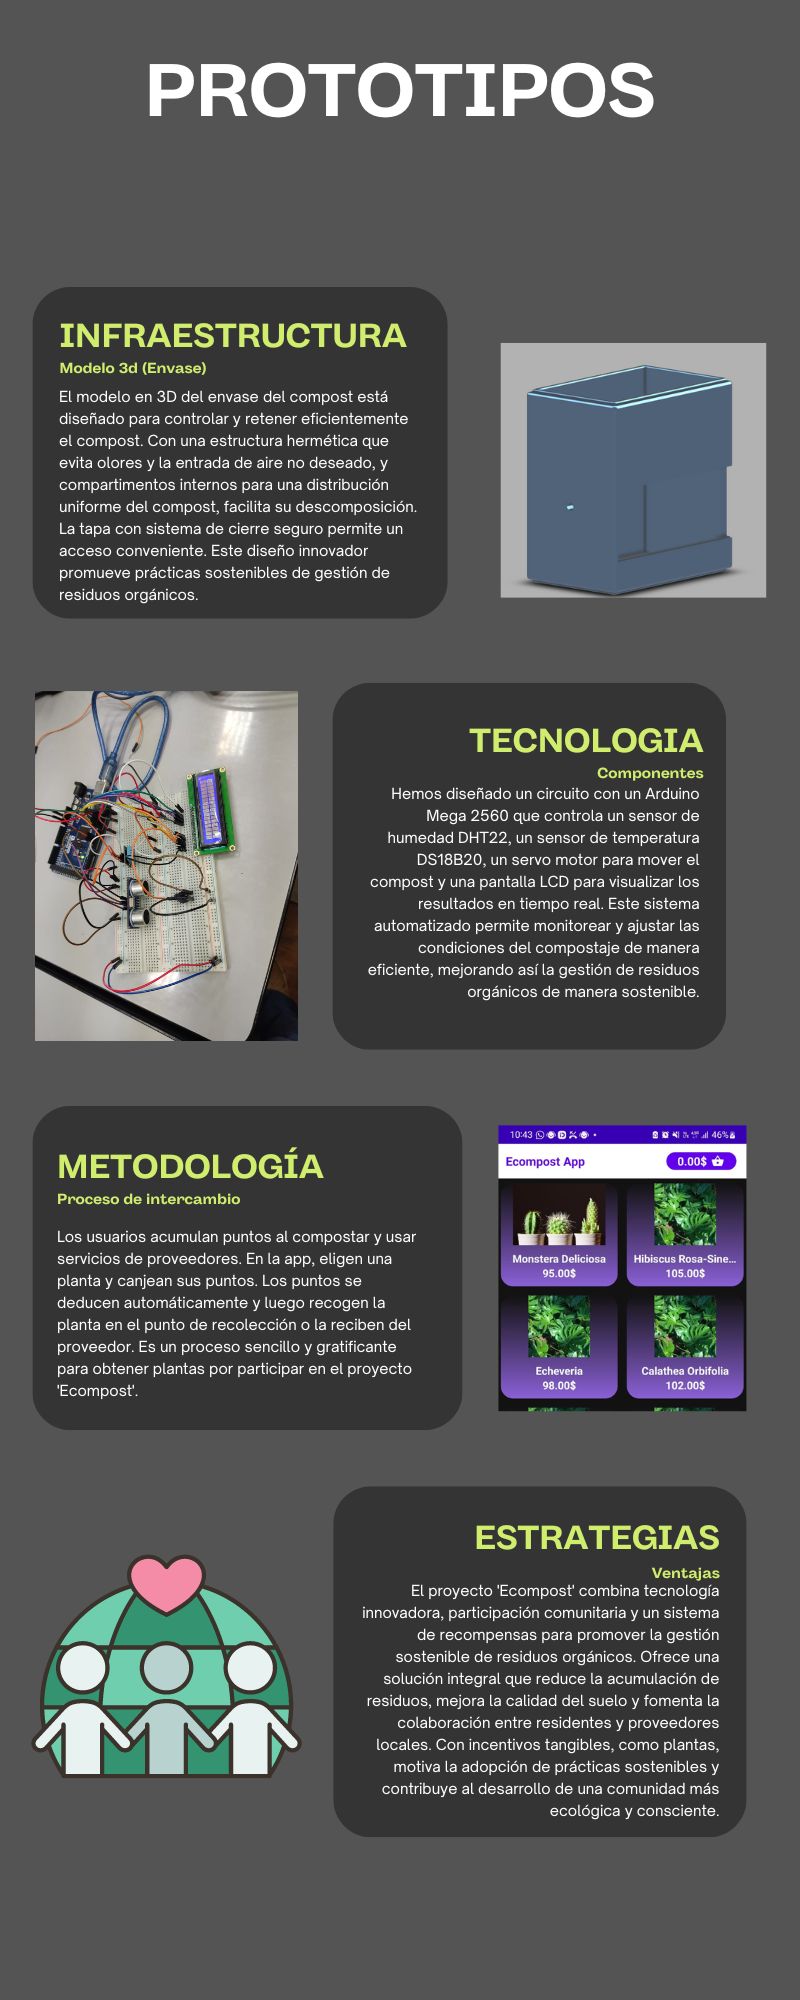 PROTOTIPOS
INFRAESTRUCTURA
Modelo 3d (Envase)
El modelo en 3D del envase del compost está
diseñado para controlar y retener eficientemente
el compost. Con una estructura hermética que
evita olores y la entrada de aire no deseado, y
compartimentos internos para una distribución
uniforme del compost, facilita su descomposición.
La tapa con sistema de cierre seguro permite un
acceso conveniente. Este diseño innovador
promueve prácticas sostenibles de gestión de
residuos orgánicos.
TECNOLOGIA
Componentes
Hemos diseñado un circuito con un Arduino
Mega 2560 que controla un sensor de
humedad DHT22, un sensor de temperatura
DS18B20, un servo motor para mover el
compost y una pantalla LCD para visualizar los
resultados en tiempo real. Este sistema
automatizado permite monitorear y ajustar las
condiciones del compostaje de manera
eficiente, mejorando así la gestión de residuos
orgánicos de manera sostenible.
METODOLOGÍA
Proceso de intercambio
Los usuarios acumulan puntos al compostar y usar
servicios de proveedores. En la app, eligen una
planta y canjean sus puntos. Los puntos se
deducen automáticamente y luego recogen la
planta en el punto de recolección o la reciben del
proveedor. Es un proceso sencillo y gratificante
para obtener plantas por participar en el proyecto
'Ecompost'.
10:43 46%
Ecompost App 0.00$
Monstera Deliciosa
95.00$
Hibiscus Rosa-Sine...
105.00$
Echeveria
98.00$
Calathea Orbifolia
102.00$
ESTRATEGIAS
Ventajas
El proyecto 'Ecompost' combina tecnología
innovadora, participación comunitaria y un sistema
de recompensas para promover la gestión
sostenible de residuos orgánicos. Ofrece una
solución integral que reduce la acumulación de
residuos, mejora la calidad del suelo y fomenta la
colaboración entre residentes y proveedores
locales. Con incentivos tangibles, como plantas,
motiva la adopción de prácticas sostenibles y
contribuye al desarrollo de una comunidad más
ecológica y consciente.